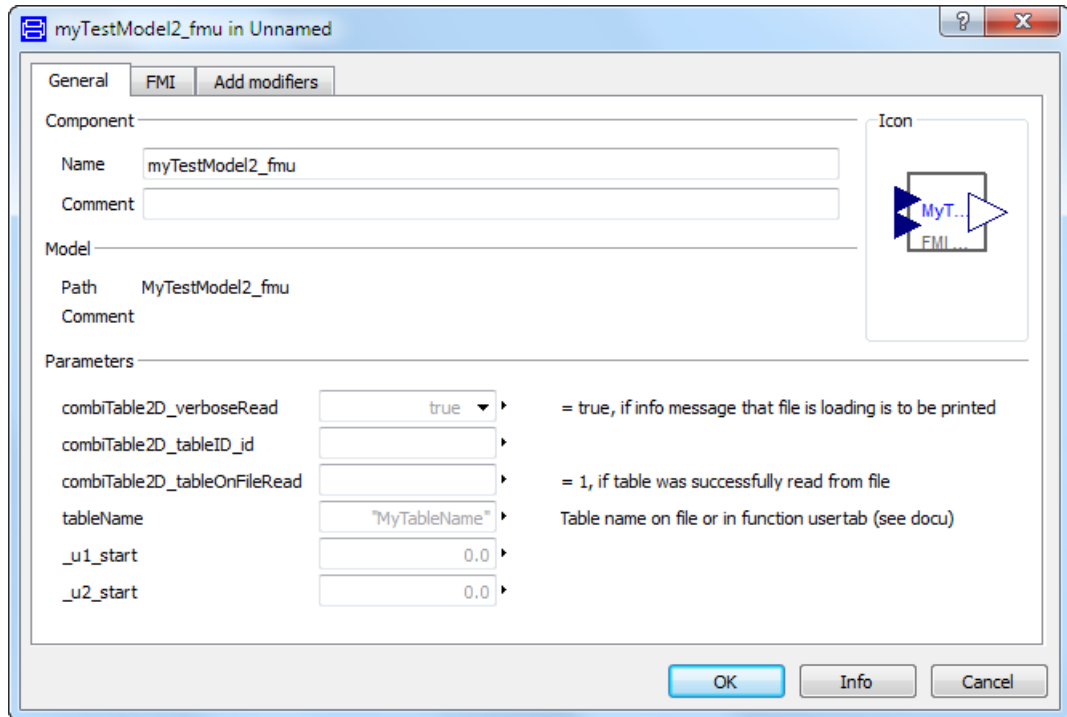 myTestModel2_fmu in Unnamed
General FMI Add modifiers
Component
Icon
Name myTestModel2_fmu
Comment
MyT...
FMI ...
Model
Path MyTestModel2_fmu
Comment
Parameters
combiTable2D_verboseRead true = true, if info message that file is loading is to be printed
combiTable2D_tableID_id
combiTable2D_tableOnFileRead = 1, if table was successfully read from file
tableName "MyTableName" Table name on file or in function usertab (see docu)
_u1_start 0.0
_u2_start 0.0
OK Info Cancel